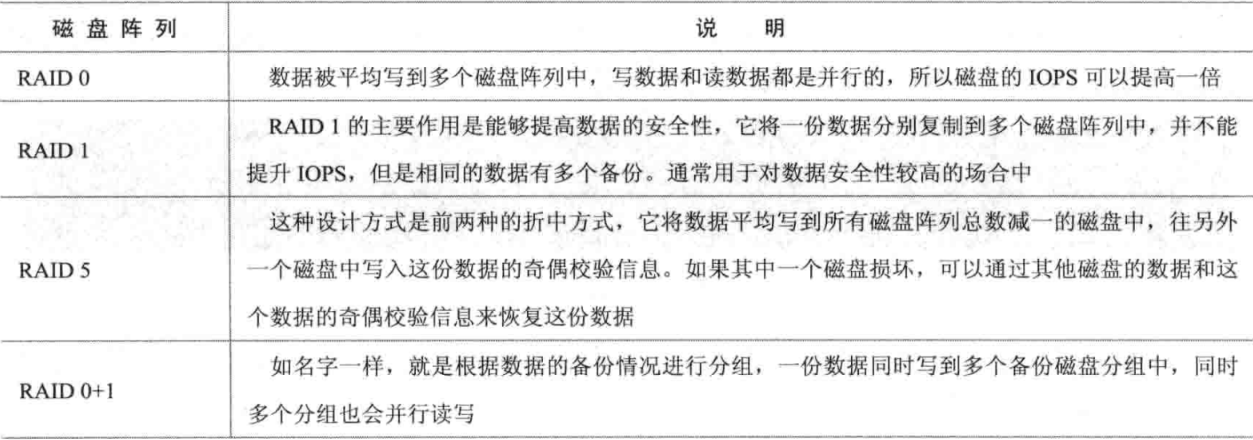 磁盘阵列 说明
RAID 0 数据被平均写到多个磁盘阵列中，写数据和读数据都是并行的，所以磁盘的 IOPS 可以提高一倍
RAID 1 的主要作用是能够提高数据的安全性，它将一份数据分别复制到多个磁盘阵列中，并不能
RAID 1
提升 IOPS，但是相同的数据有多个备份。通常用于对数据安全性较高的场合中
这种设计方式是前两种的折中方式，它将数据平均写到所有磁盘阵列总数减一的磁盘中，往另外
RAID 5 一个磁盘中写入这份数据的奇偶校验信息。如果其中一个磁盘损坏，可以通过其他磁盘的数据和这
个数据的奇偶校验信息来恢复这份数据
如名字一样，就是根据数据的备份情况进行分组，一份数据同时写到多个备份磁盘分组中，同时
RAID 0+1
多个分组也会并行读写